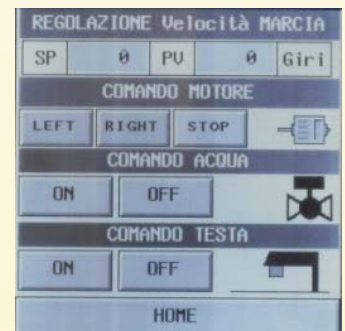 REGOLAZIONE Velocità MARCIA
SP 0 PV 0 Giri
COMANDO MOTORE
LEFT RIGHT STOP
COMANDO ACQUA
ON OFF
COMANDO TESTA
ON OFF
HOME